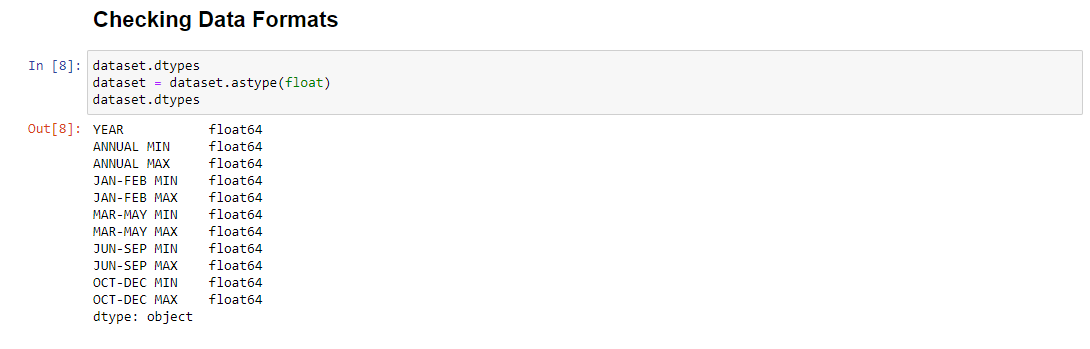 Checking Data Formats
In [8]: dataset.dtypes
dataset = dataset.astype(float)
dataset.dtypes
Out[8]: YEAR float64
ANNUAL MIN float64
ANNUAL MAX float64
JAN-FEB MIN float64
JAN-FEB MAX float64
MAR-MAY MIN float64
MAR-MAY MAX float64
JUN-SEP MIN float64
JUN-SEP MAX float64
OCT-DEC MIN float64
OCT-DEC MAX float64
dtype: object